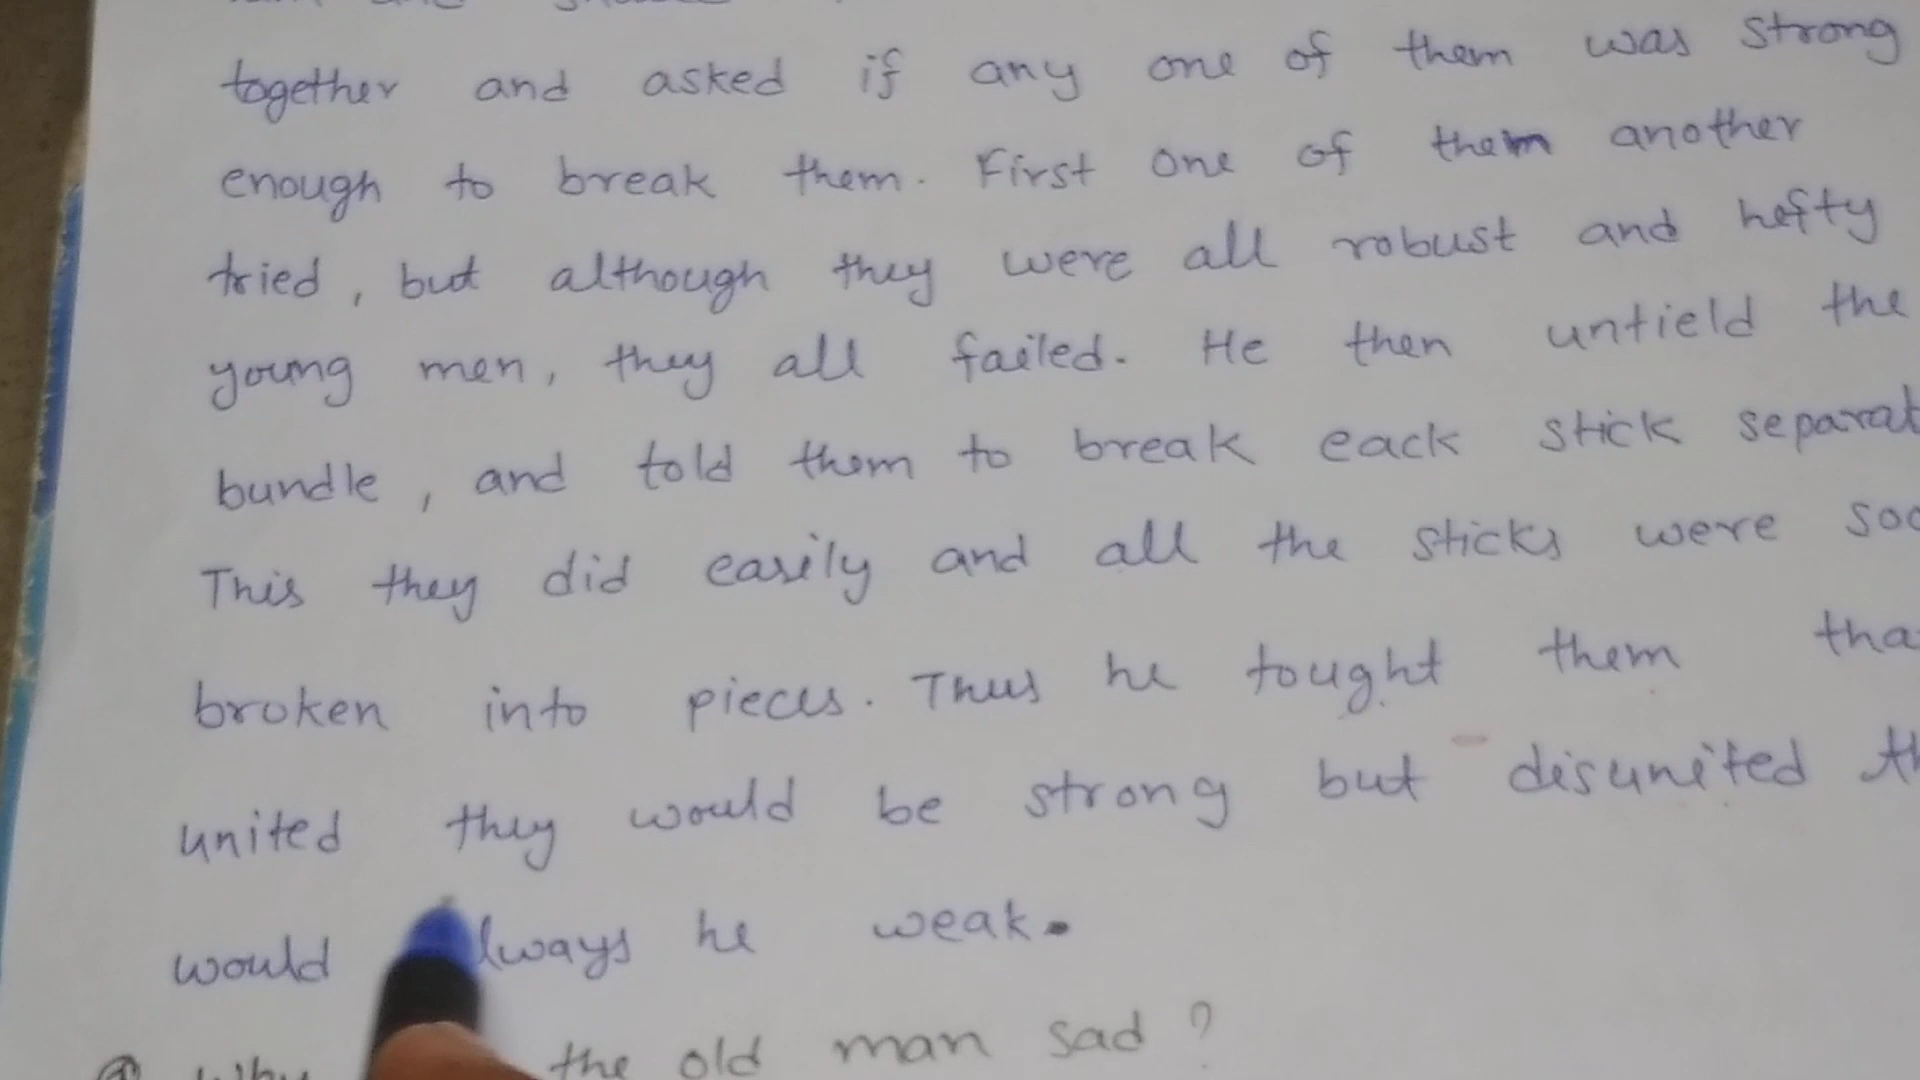 together and asked if any one of them was strong
enough to break them. First one of them another
tried, but although they were all robust and hefty
young men, they all failed. He then untield the
bundle, and told them to break eack stick separat
This they did easily and all the sticks were soo
broken into pieces. Thus he tought them tha
united they would be strong but disunited th
would lways he weak.
Why the old man sad?